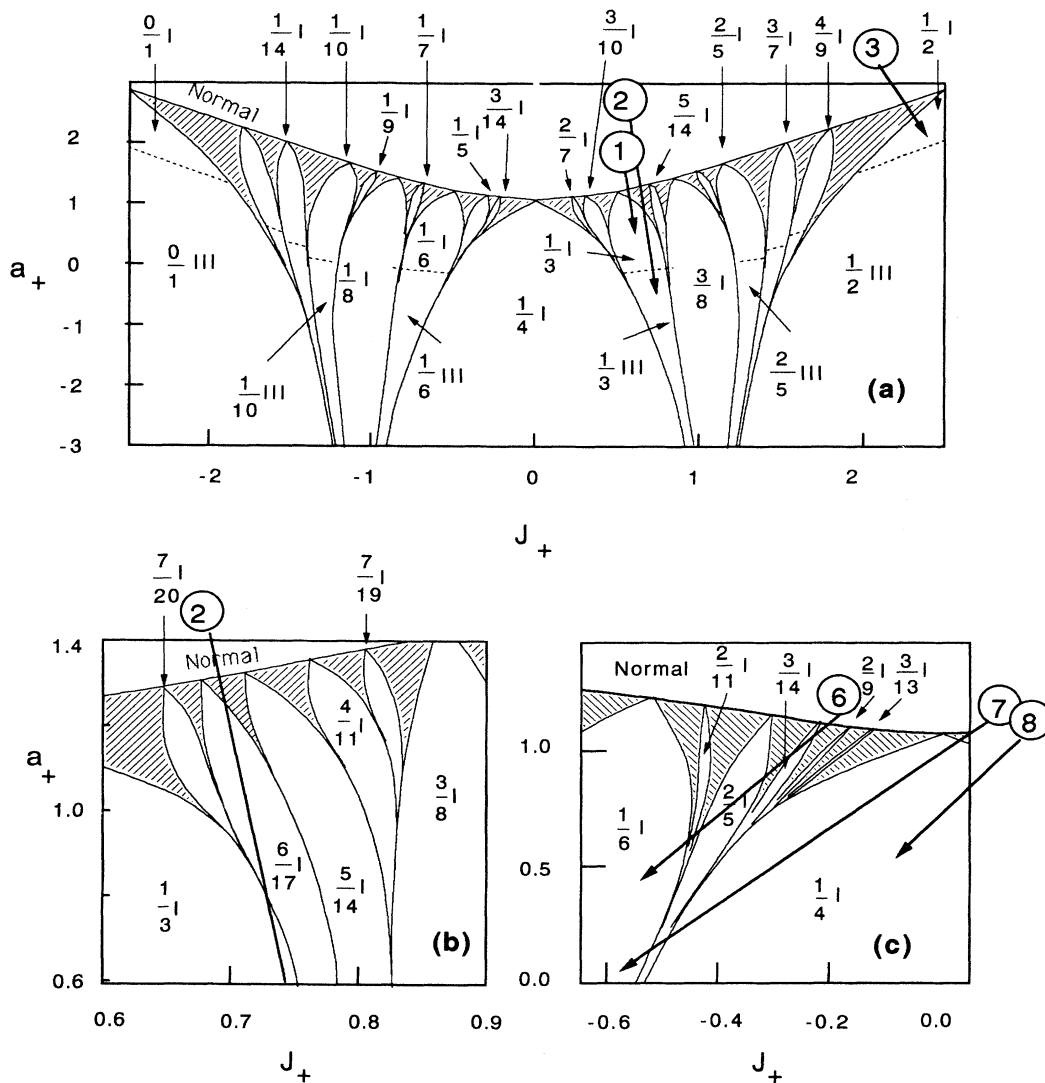 0/1 I 1/14 I 1/10 I 1/7 I 3/10 I 2/5 I 3/7 I 4/9 I 1/2 I
3
Normal
1/9 I 1/5 I 3/14 I 2/7 I 2 1 5/14 I
2
1
0
-1
-2
-3
a+
0/1 III 1/8 I 1/6 I 1/4 I 1/3 I 3/8 I 1/2 III
1/10 III 1/6 III 1/3 III 2/5 III
(a)
-2 -1 0 1 2
J+
7/20 I 2 7/19 I
1.4
1.0
0.6
a+
Normal
4/11 I
3/8 I
6/17 I
5/14 I
1/3 I
(b)
0.6 0.7 0.8 0.9
J+
Normal 2/11 I 3/14 I 6 2/9 I 3/13 I 7 8
1.0
0.5
0.0
2/5 I
1/6 I
1/4 I
(c)
-0.6 -0.4 -0.2 0.0
J+